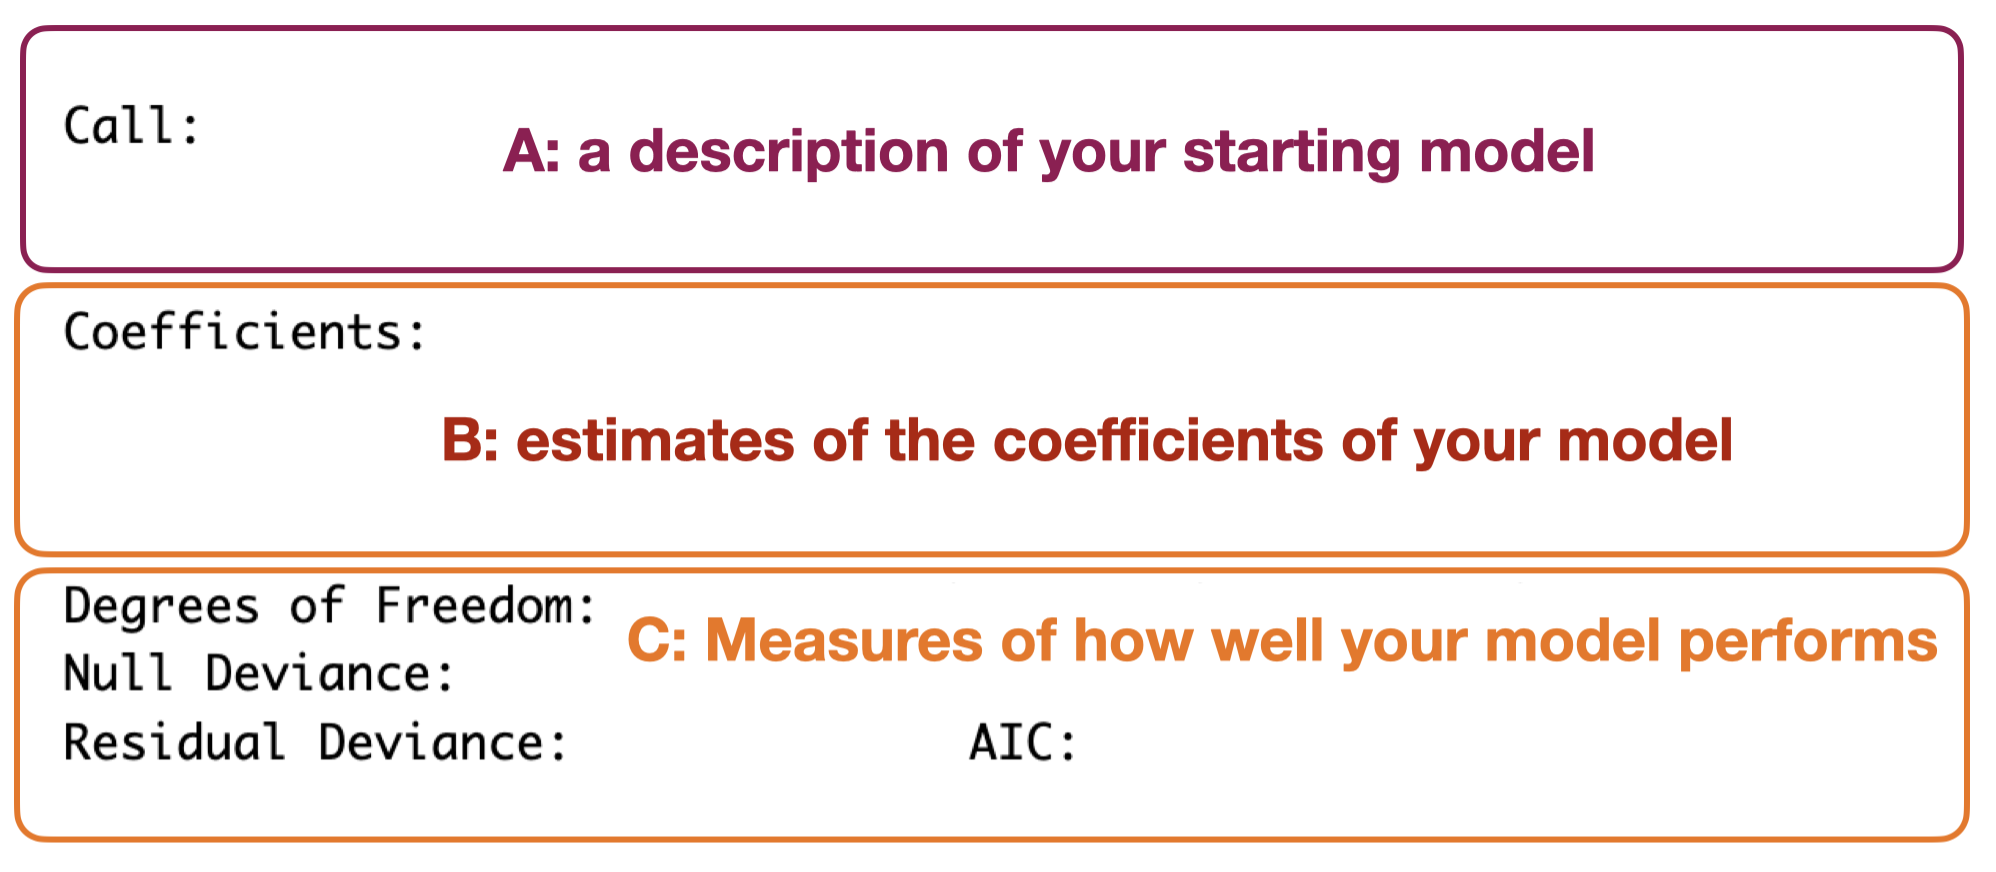 Call:
A: a description of your starting model
Coefficients:
B: estimates of the coefficients of your model
Degrees of Freedom:
C: Measures of how well your model performs
Null Deviance:
Residual Deviance: AIC: